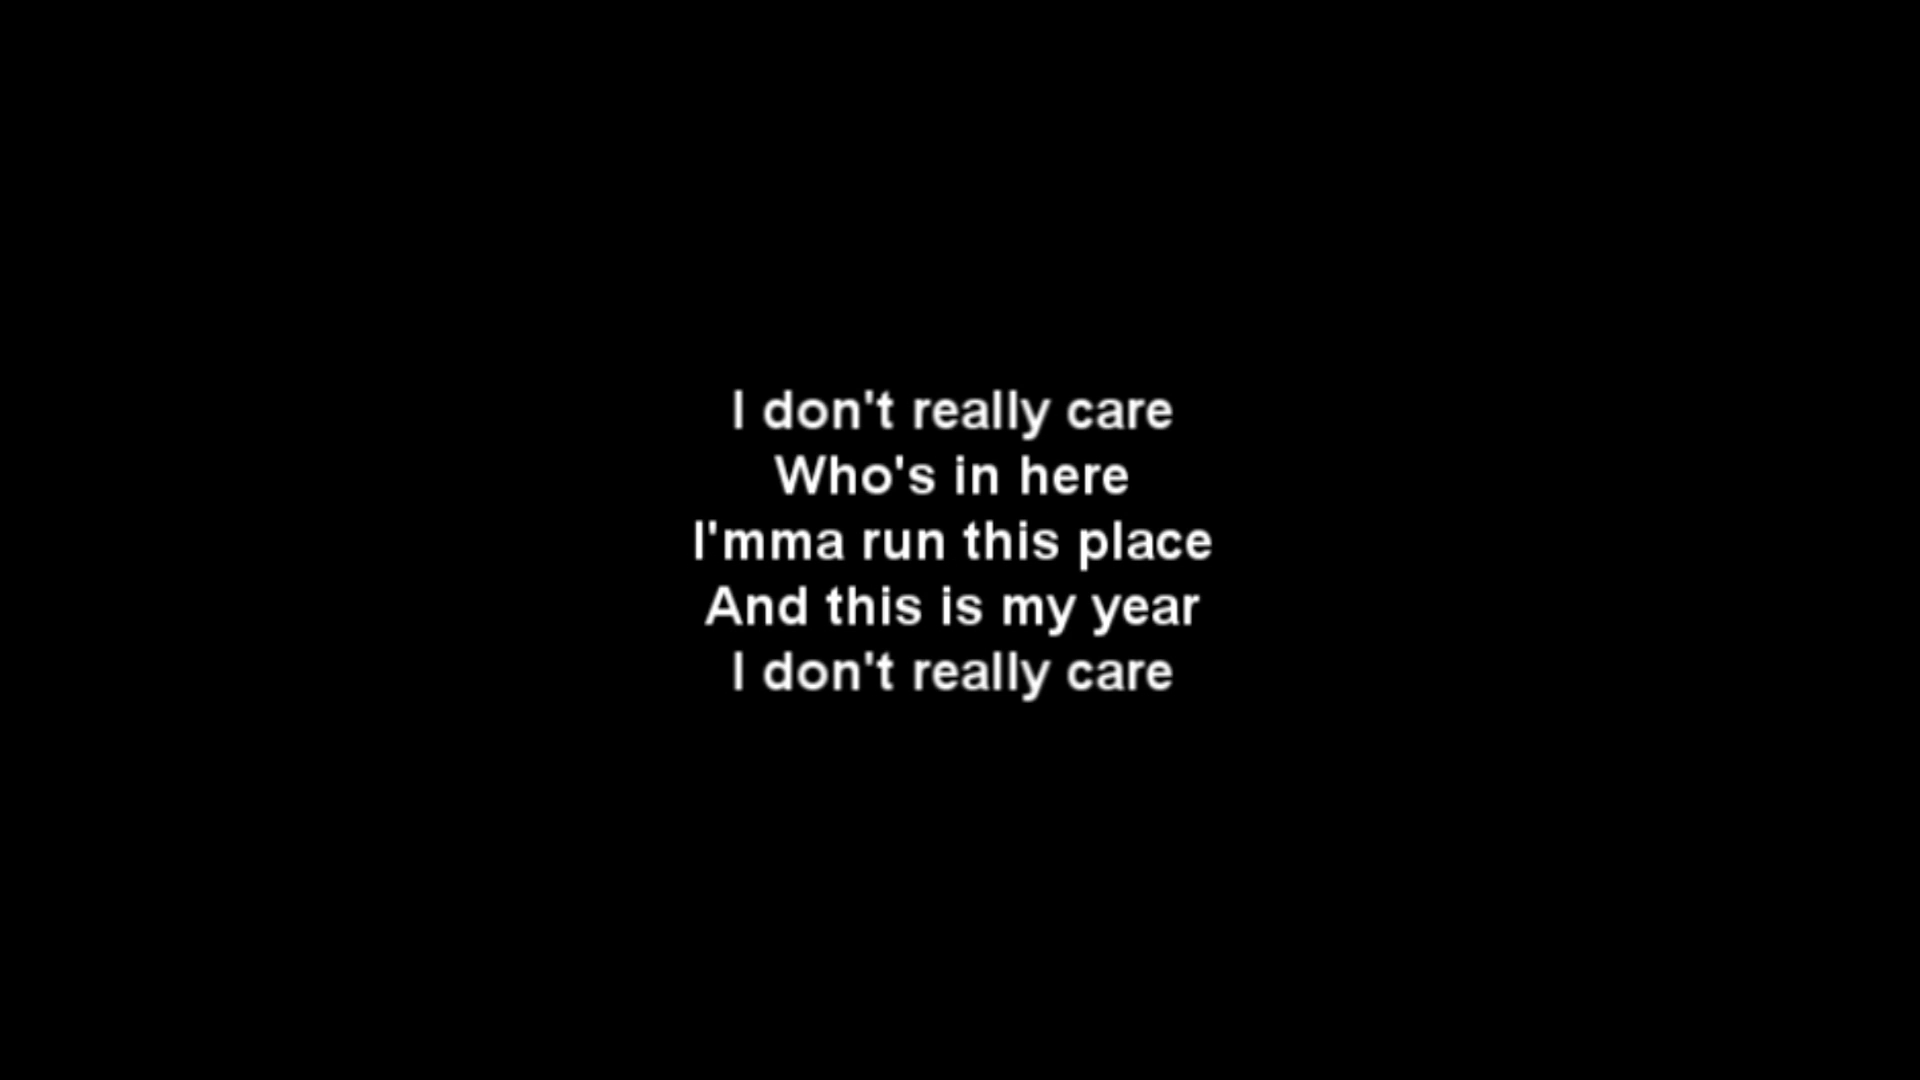 I don't really care
Who's in here
I'mma run this place
And this is my year
I don't really care